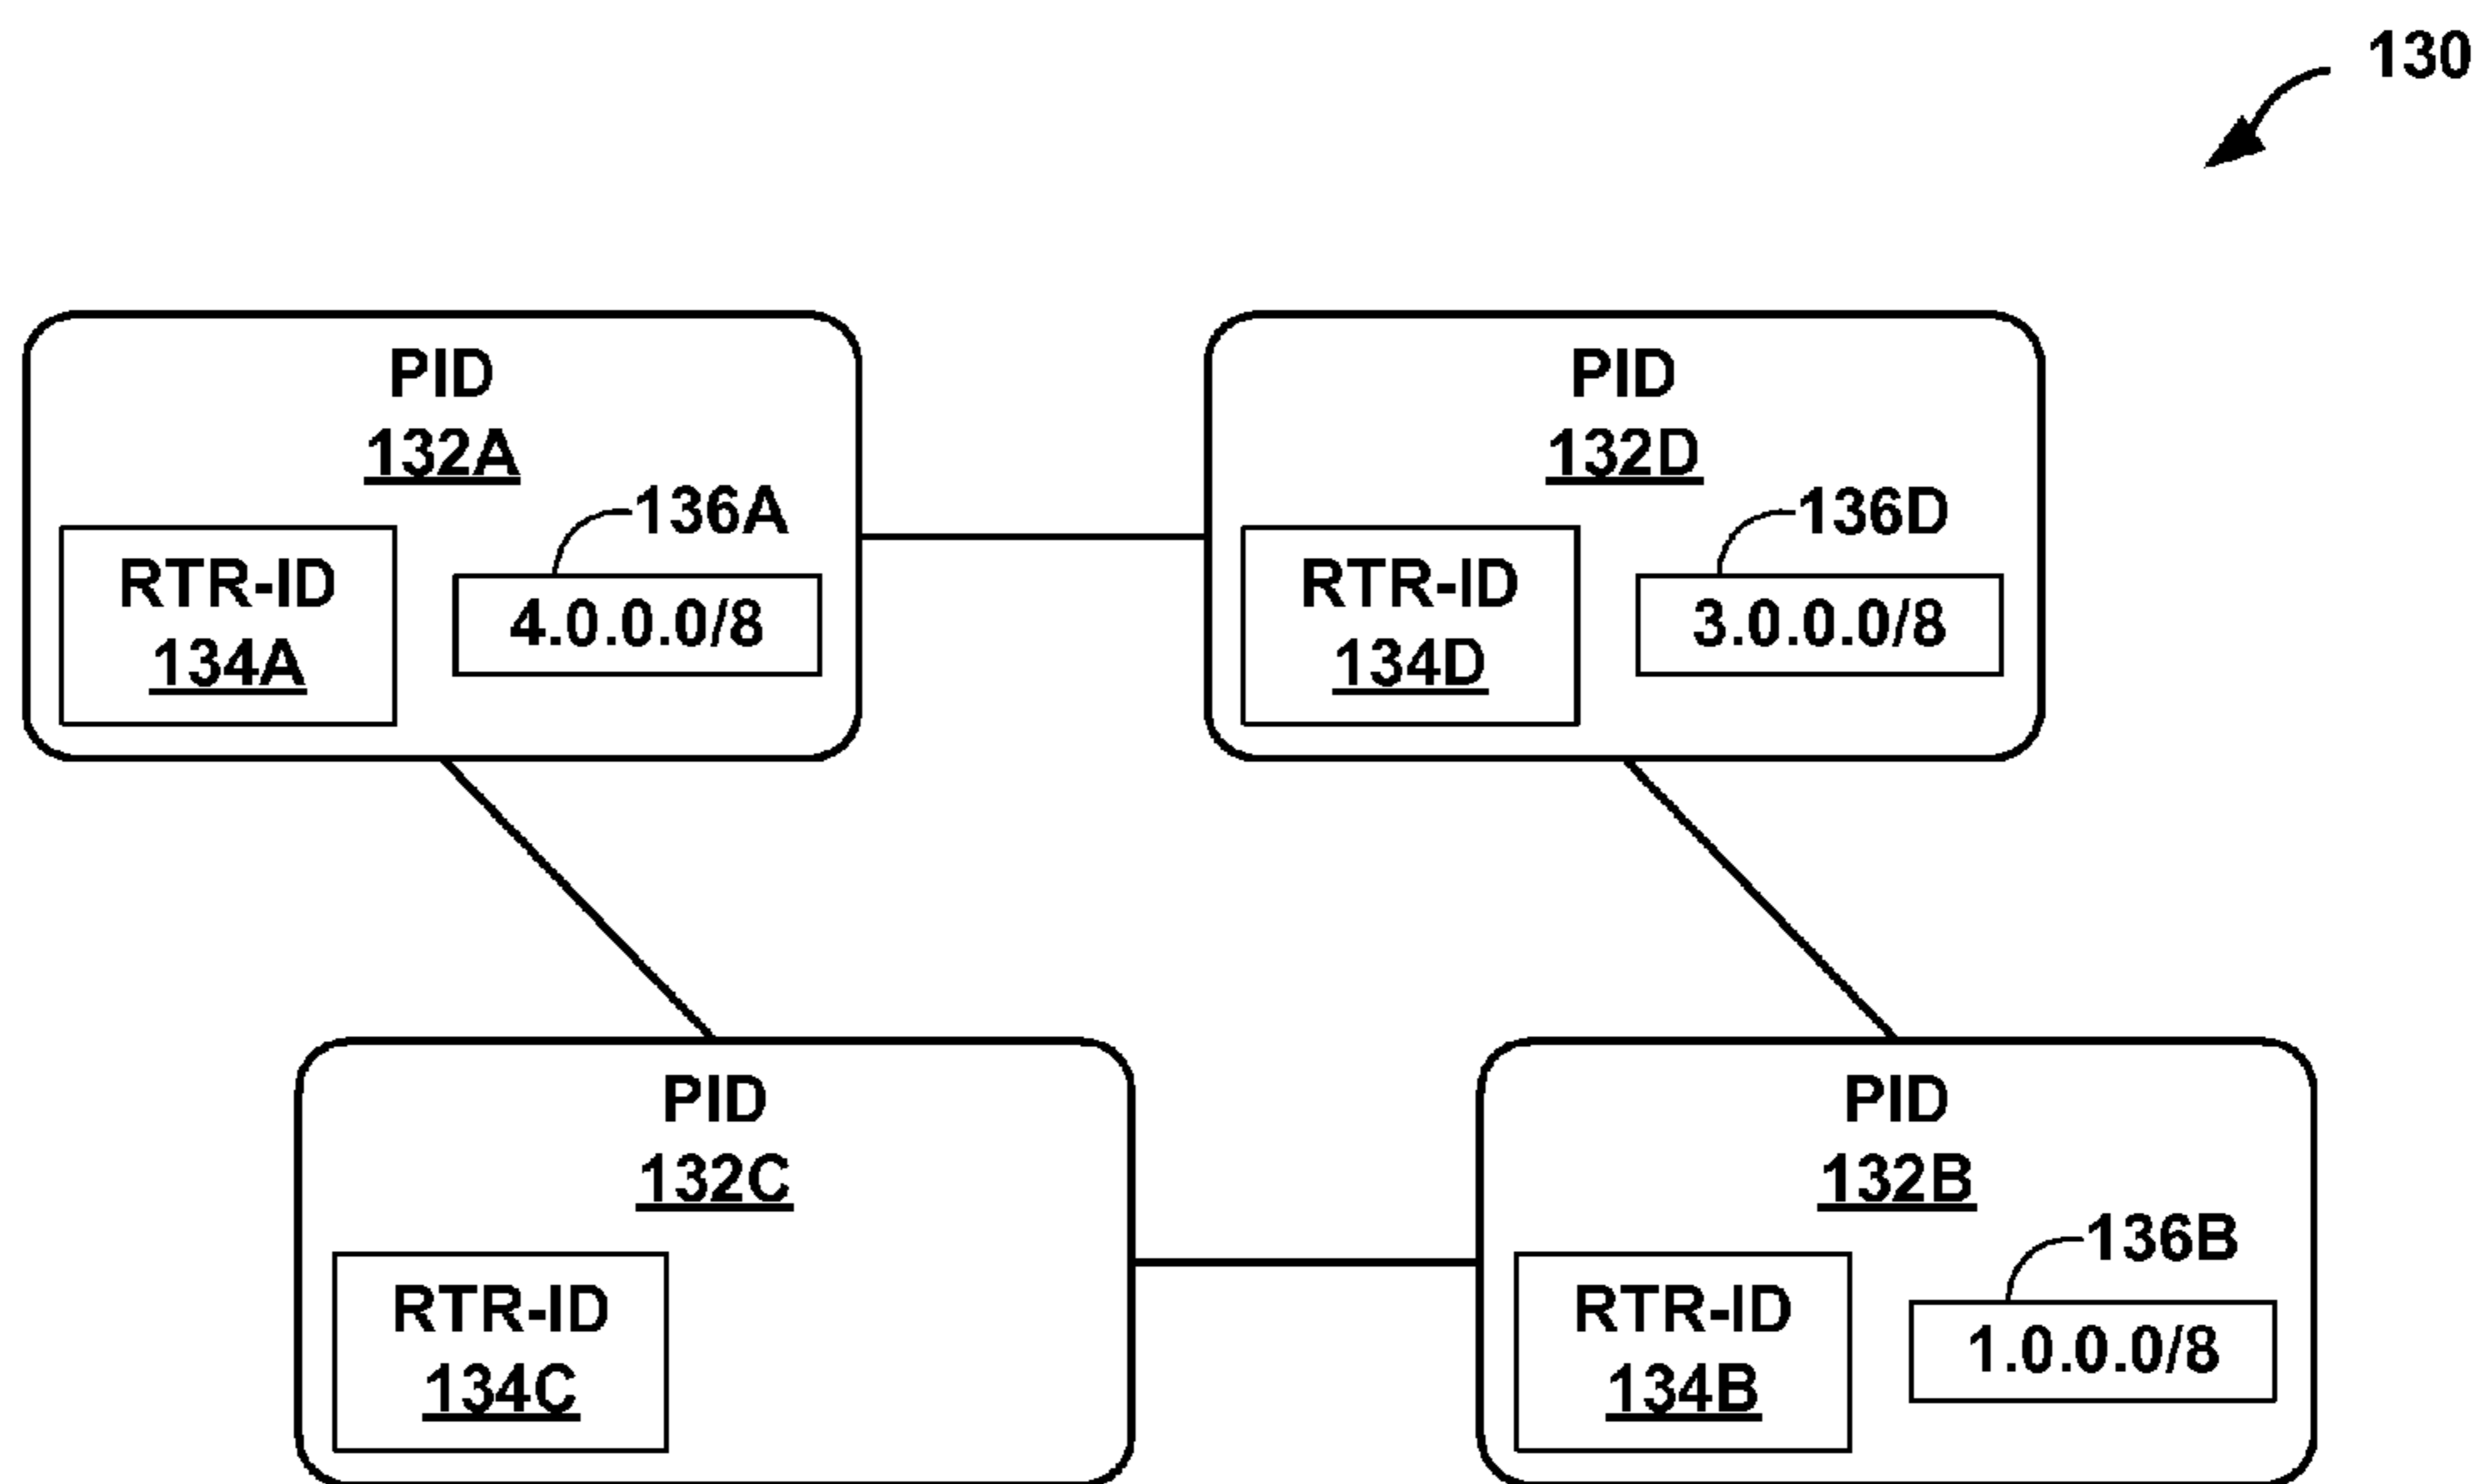 130
PID
132A
136A
RTR-ID
134A
4.0.0.0/8
PID
132D
136D
RTR-ID
134D
3.0.0.0/8
PID
132C
RTR-ID
134C
PID
132B
136B
RTR-ID
134B
1.0.0.0/8